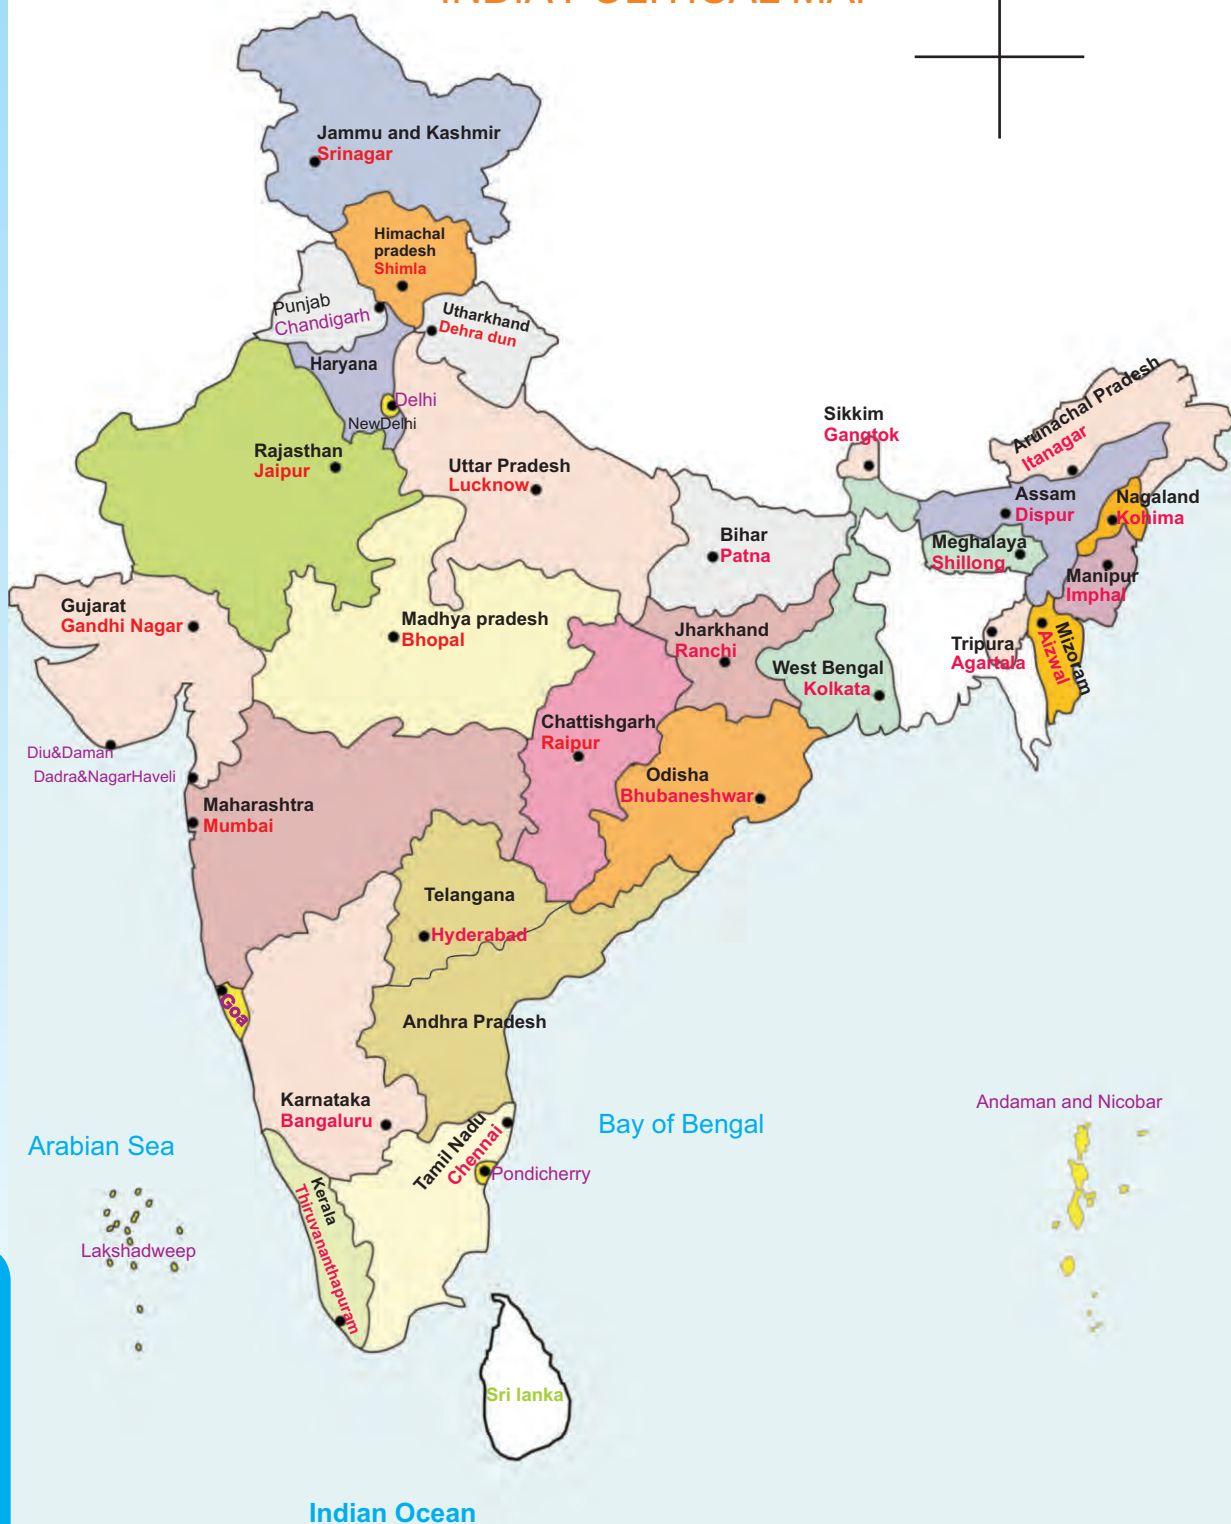 INDIA POLITICAL MAP
Jammu and Kashmir
Srinagar
Himachal
pradesh
Shimla
Punjab
Chandigarh
Utharkhand
Dehra dun
Haryana
Delhi
NewDelhi
Rajasthan
Jaipur
Uttar Pradesh
Lucknow
Sikkim
Gangtok
Arunachal Pradesh
Itanagar
Assam
Dispur
Nagaland
Kohima
Bihar
Patna
Meghalaya
Shillong
Manipur
Imphal
Gujarat
Gandhi Nagar
Madhya pradesh
Bhopal
Jharkhand
Ranchi
West Bengal
Kolkata
Tripura
Agartala
Mizoram
Aizwal
Chattishgarh
Raipur
Diu&Daman
Dadra&NagarHaveli
Odisha
Bhubaneshwar
Maharashtra
Mumbai
Telangana
Hyderabad
Goa
Andhra Pradesh
Karnataka
Bangaluru
Tamil Nadu
Chennai
Pondicherry
Bay of Bengal
Andaman and Nicobar
Arabian Sea
Lakshadweep
Kerala
Thiruvananthapuram
Sri lanka
Indian Ocean